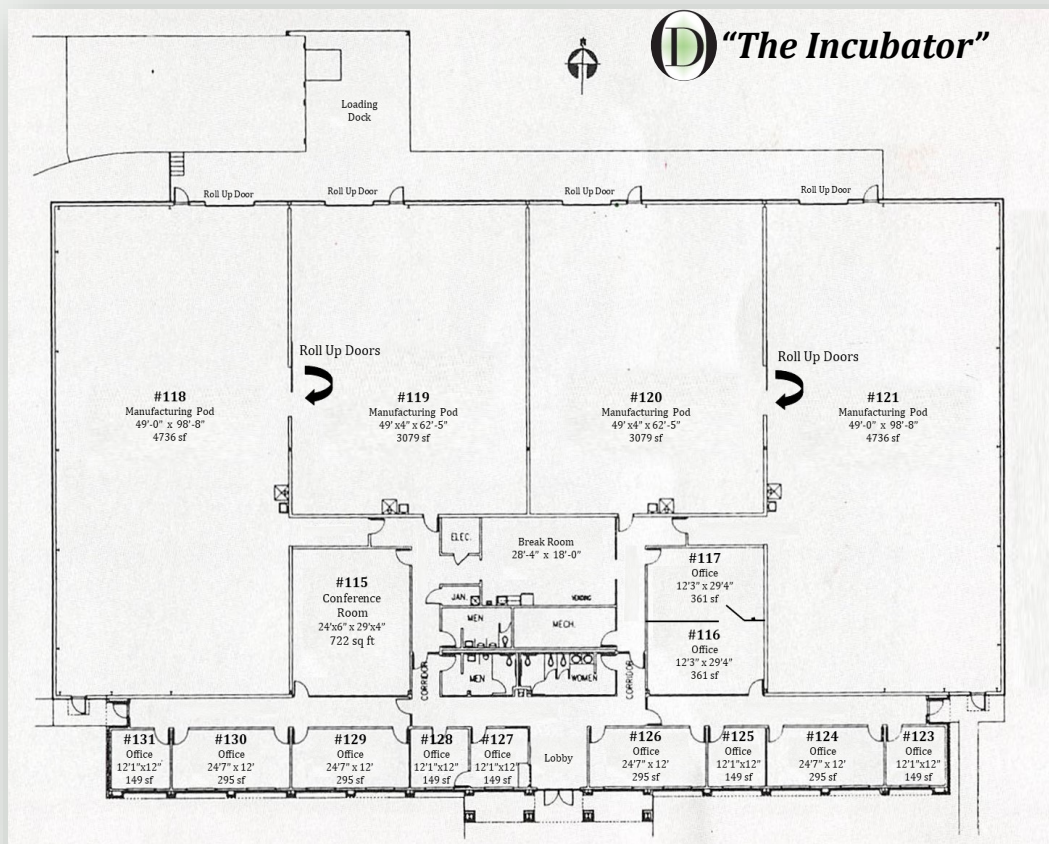 D "The Incubator"
N
Loading
Dock
Roll Up Door
Roll Up Door
Roll Up Door
Roll Up Door
Roll Up Doors
Roll Up Doors
#118
Manufacturing Pod
49'-0" x 98'-8"
4736 sf
#119
Manufacturing Pod
49' x4" x 62'-5"
3079 sf
#120
Manufacturing Pod
49' x4" x 62'-5"
3079 sf
#121
Manufacturing Pod
49'-0" x 98'-8"
4736 sf
ELEC.
Break Room
28'-4" x 18'-0"
JAN.
VENDING
MEN
MECH.
MEN
WOMEN
CORRIDOR
CORRIDOR
#115
Conference
Room
24'x6" x 29'x4"
722 sq ft
#117
Office
12'3" x 29'4"
361 sf
#116
Office
12'3" x 29'4"
361 sf
#131
Office
12'1"x12'
149 sf
#130
Office
24'7" x 12'
295 sf
#129
Office
24'7" x 12'
295 sf
#128
Office
12'1"x12'
149 sf
#127
Office
12'1"x12'
149 sf
Lobby
#126
Office
24'7" x 12'
295 sf
#125
Office
12'1"x12'
149 sf
#124
Office
24'7" x 12'
295 sf
#123
Office
12'1"x12'
149 sf